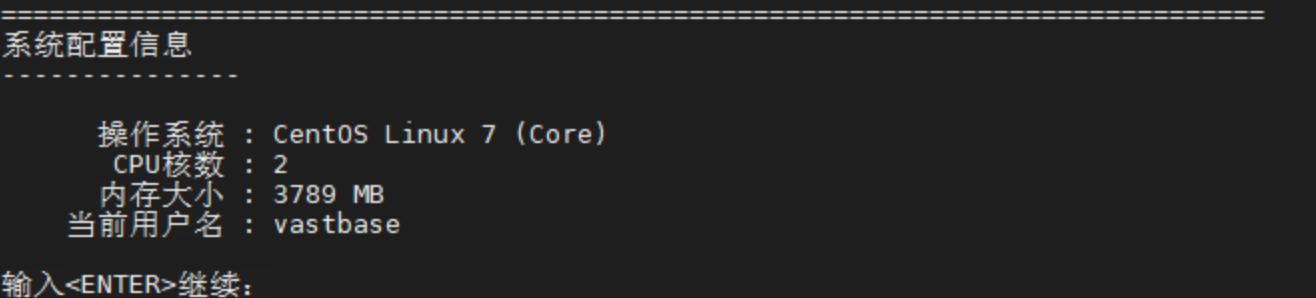 ===============================================================================
系统配置信息
---------------
操作系统 : CentOS Linux 7 (Core)
CPU核数 : 2
内存大小 : 3789 MB
当前用户名 : vastbase
输入<ENTER>继续: